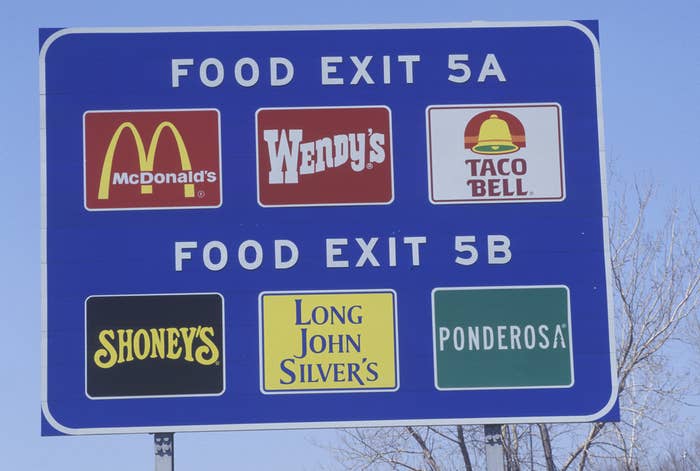 FOOD EXIT 5A
McDonald's®
WENDY'S
TACO
BELL®
FOOD EXIT 5B
SHONEY'S®
LONG
JOHN
SILVER'S
PONDEROSA